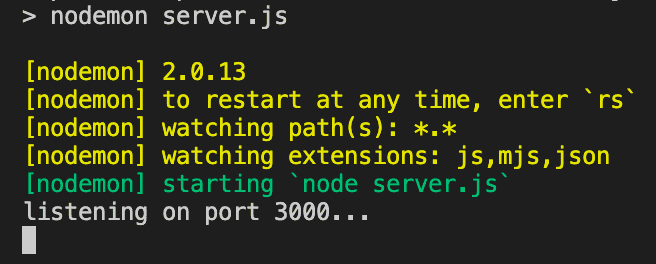 > nodemon server.js
[nodemon] 2.0.13
[nodemon] to restart at any time, enter `rs`
[nodemon] watching path(s): *.*
[nodemon] watching extensions: js,mjs,json
[nodemon] starting `node server.js`
listening on port 3000...